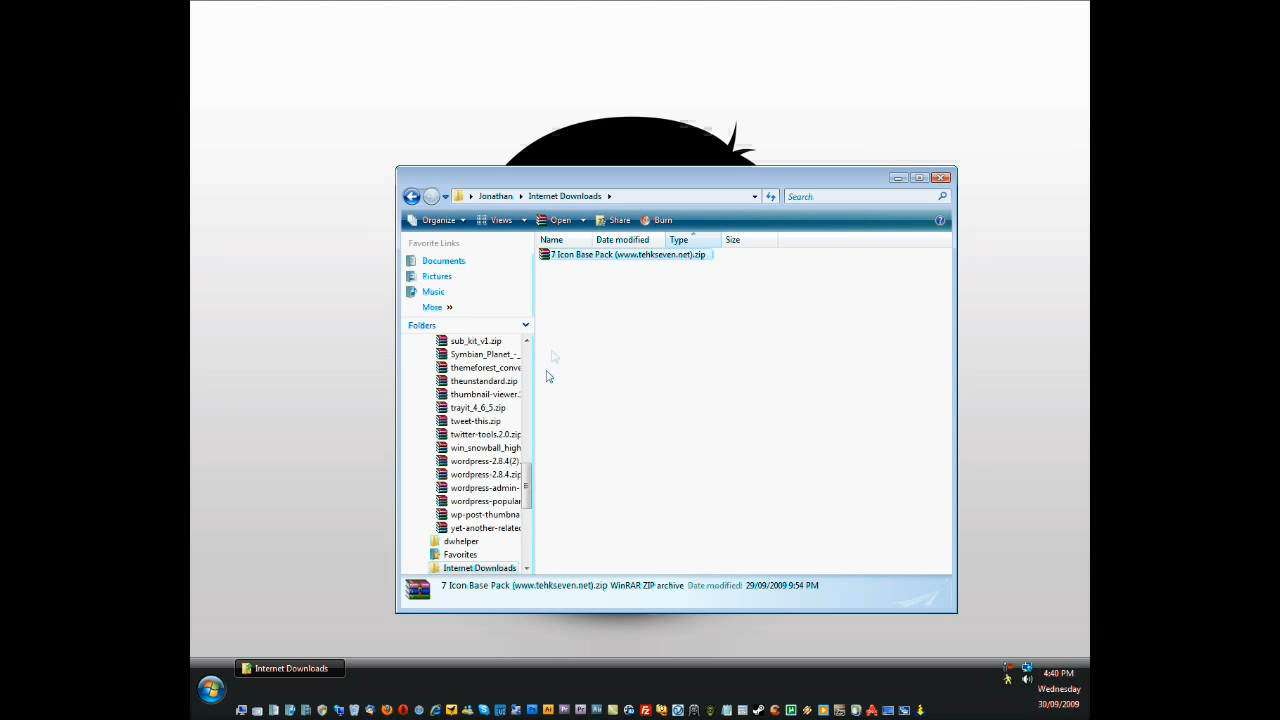 Jonathan Internet Downloads
Search
Organize Views Open Share Burn
Favorite Links
Documents
Pictures
Music
More »
Folders
sub_kit_v1.zip
Symbian_Planet_-_
themeforest_conve
theunstandard.zip
thumbnail-viewer.
trayit_4_6_5.zip
tweet-this.zip
twitter-tools.2.0.zip
win_snowball_high
wordpress-2.8.4(2).
wordpress-2.8.4.zip
wordpress-admin-
wordpress-popular
wp-post-thumbna
yet-another-related
dwhelper
Favorites
Internet Downloads
Name Date modified Type Size
7 Icon Base Pack (www.tehkseven.net).zip
7 Icon Base Pack (www.tehkseven.net).zip WinRAR ZIP archive Date modified: 29/09/2009 9:54 PM
Internet Downloads
4:40 PM
Wednesday
30/09/2009
Ai
Pr
Pr
Au